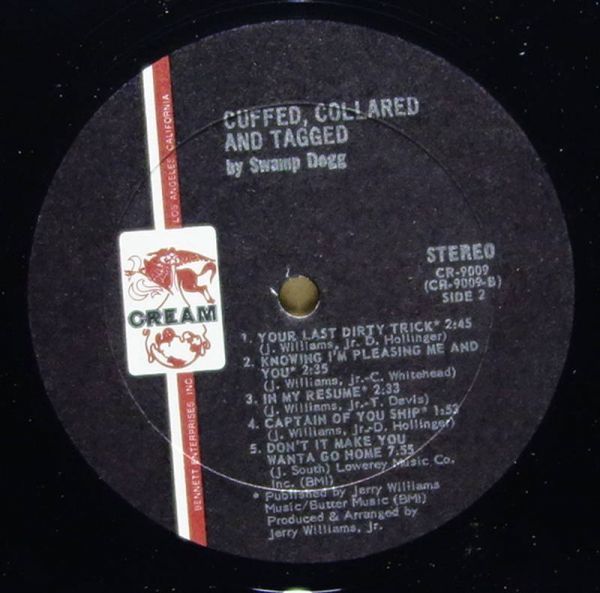 CUFFED, COLLARED
AND TAGGED
by Swamp Dogg
LOS ANGELES, CALIFORNIA
CREAM
BENNETT ENTERPRISES, INC.
STEREO
CR-9009
(CR-9009-B)
SIDE 2
1. YOUR LAST DIRTY TRICK* 2:45
(J. Williams, Jr. D. Hollinger)
2. KNOWING I'M PLEASING ME AND
YOU* 2:35
(J. Williams, Jr.-C. Whitehead)
3. IN MY RESUME* 2:33
(J. Williams, Jr.-T. Davis)
4. CAPTAIN OF YOU SHIP* 1:53
(J. Williams, Jr.-D. Hollinger)
5. DON'T IT MAKE YOU
WANTA GO HOME 7:55
(J. South) Lowerey Music Co.
Inc. (BMI)
* Published by Jerry Williams
Music/Butter Music (BMI)
Produced & Arranged by
Jerry Williams, Jr.